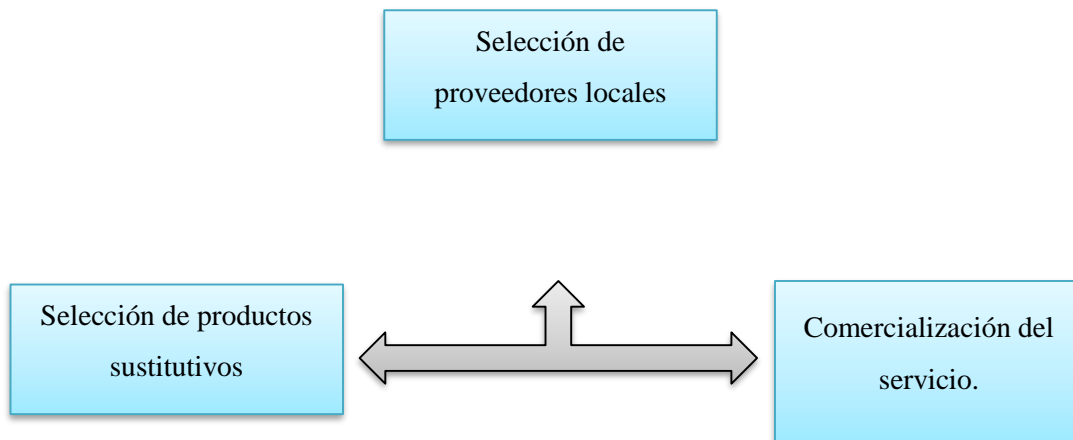 Selección de
proveedores locales
Selección de productos
sustitutivos
Comercialización del
servicio.